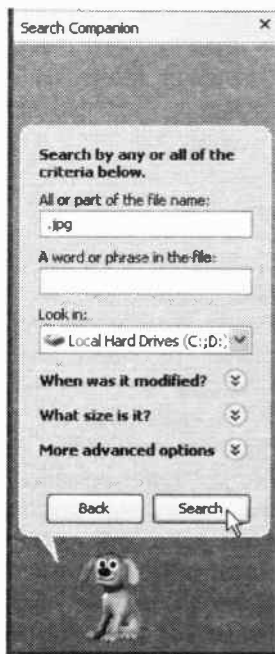 Search Companion
Search by any or all of the
criteria below.
All or part of the file name:
.jpg
A word or phrase in the file:
Look in:
Local Hard Drives (C:;D:)
When was it modified?
What size is it?
More advanced options
Back
Search